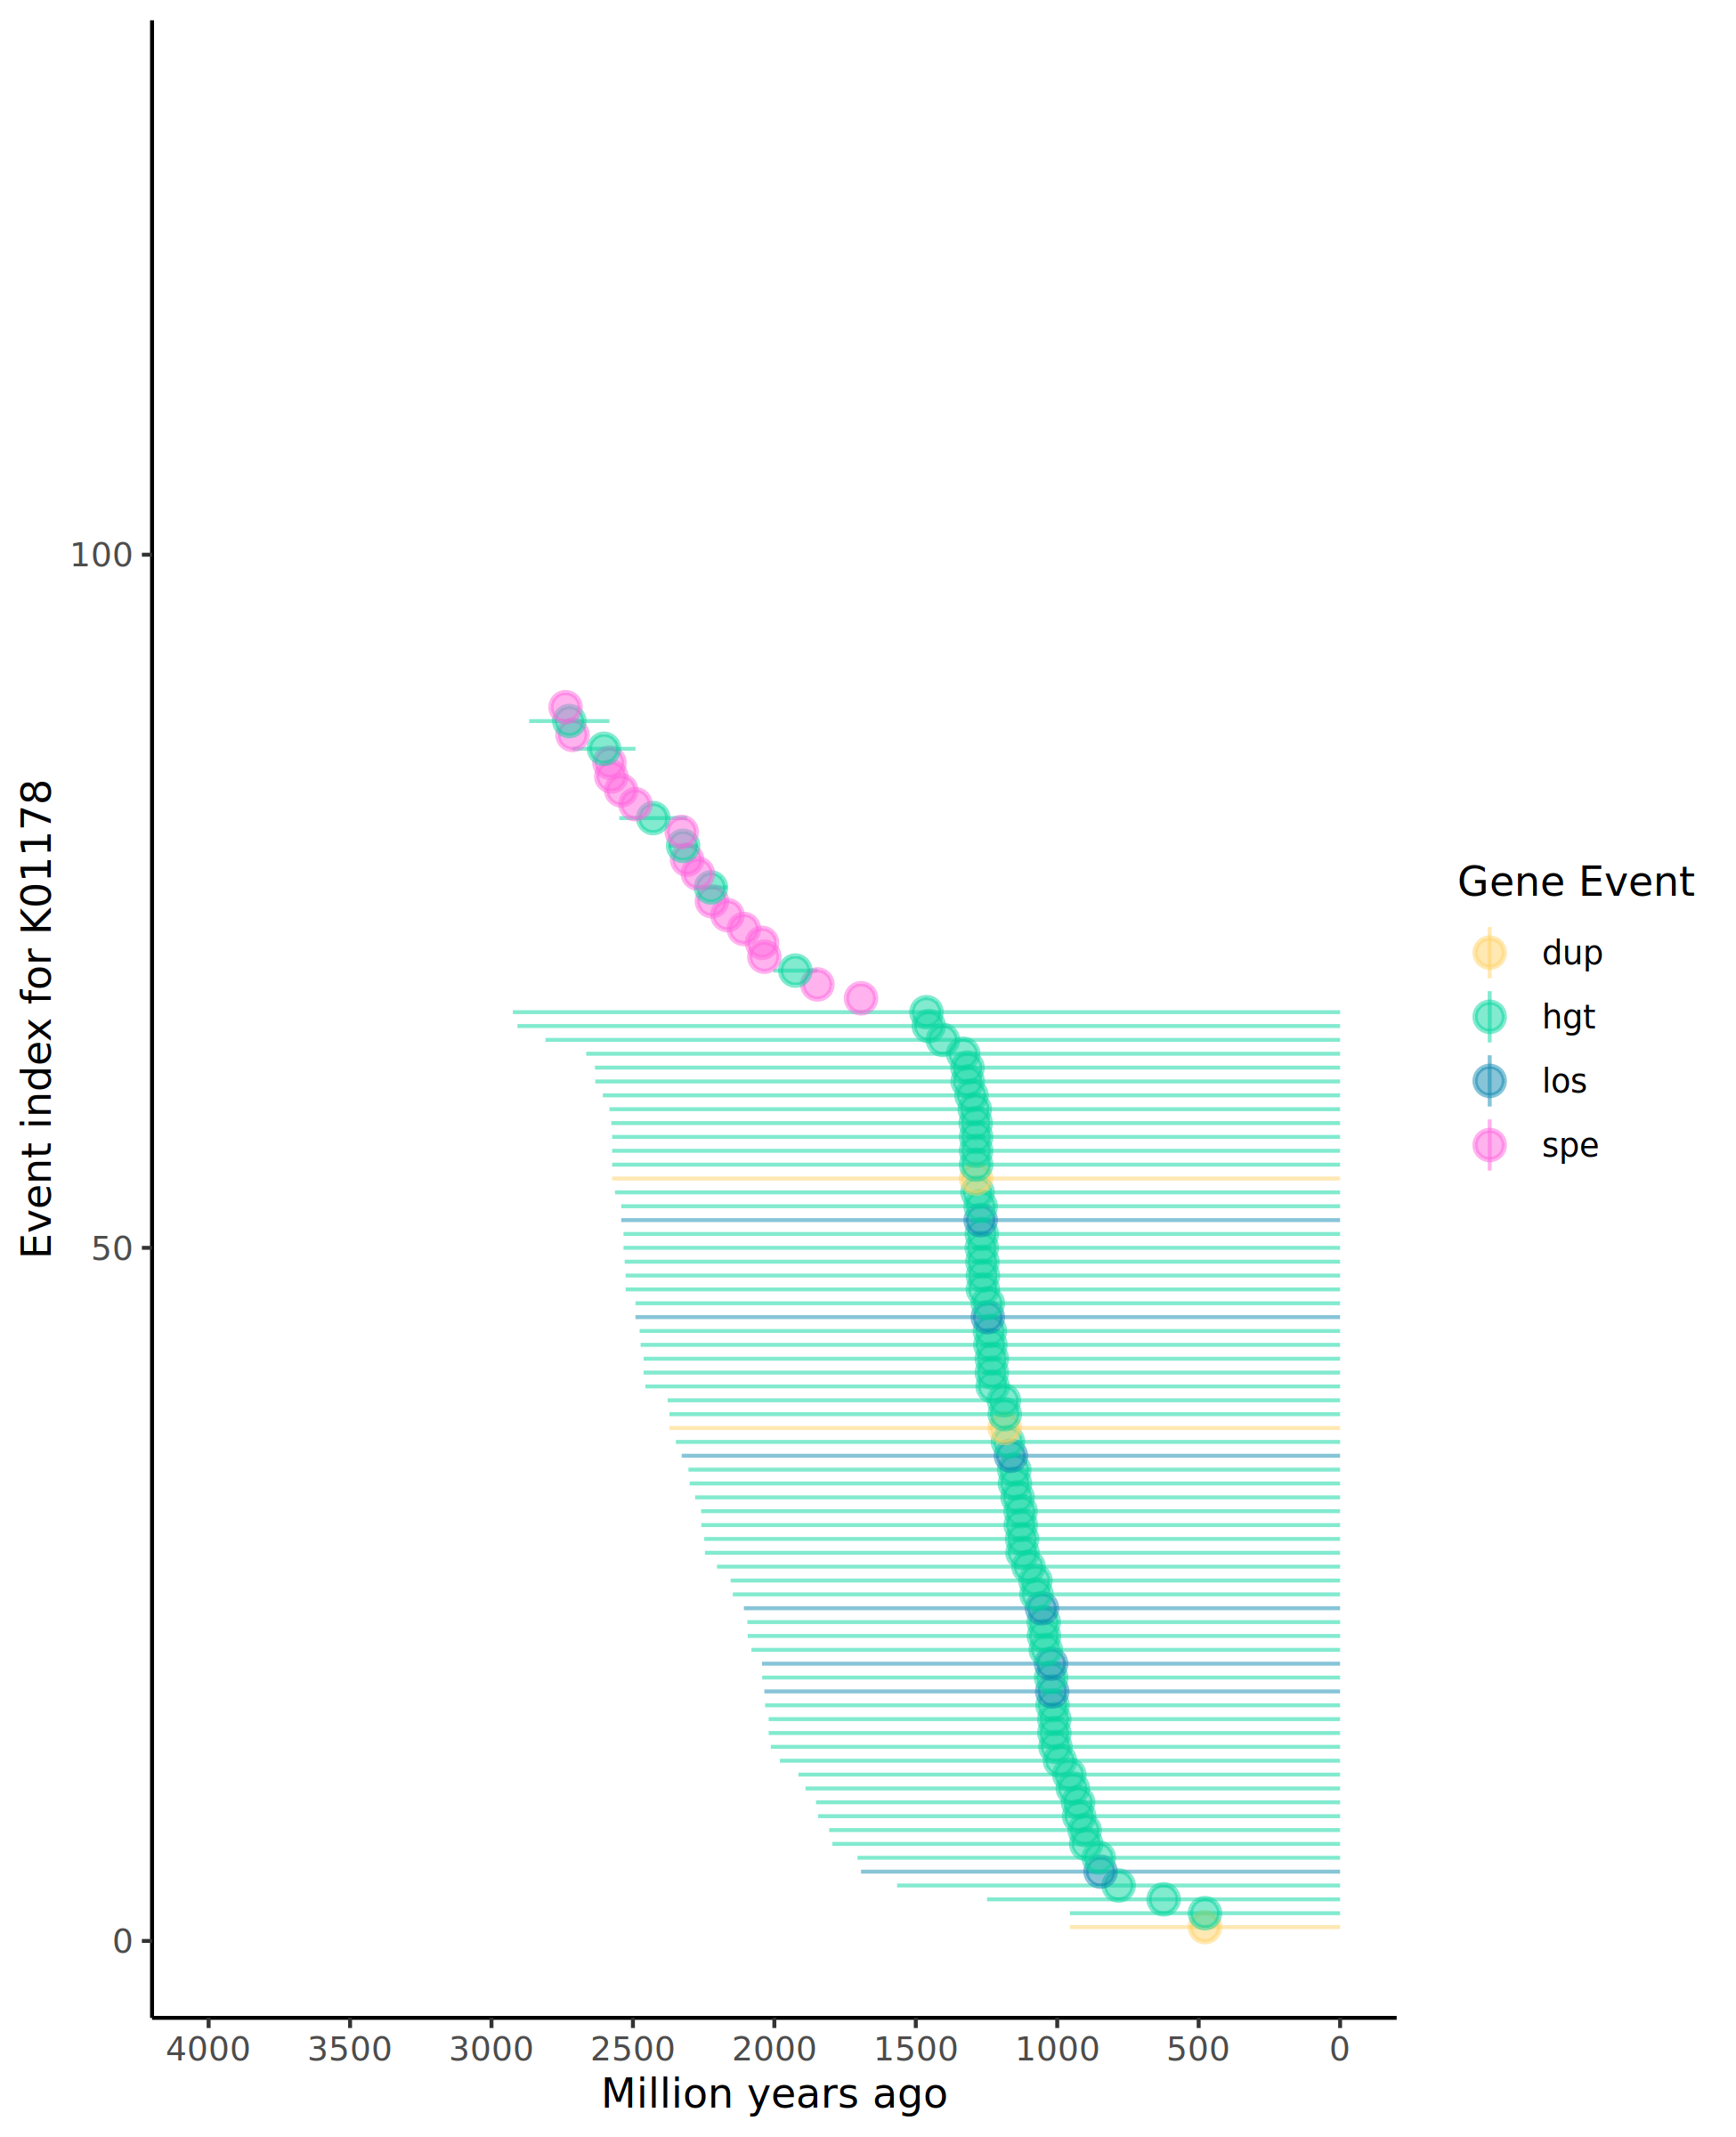 Event index for K01178
100
50
0
4000 3500 3000 2500 2000 1500 1000 500 0
Million years ago
Gene Event
dup
hgt
los
spe